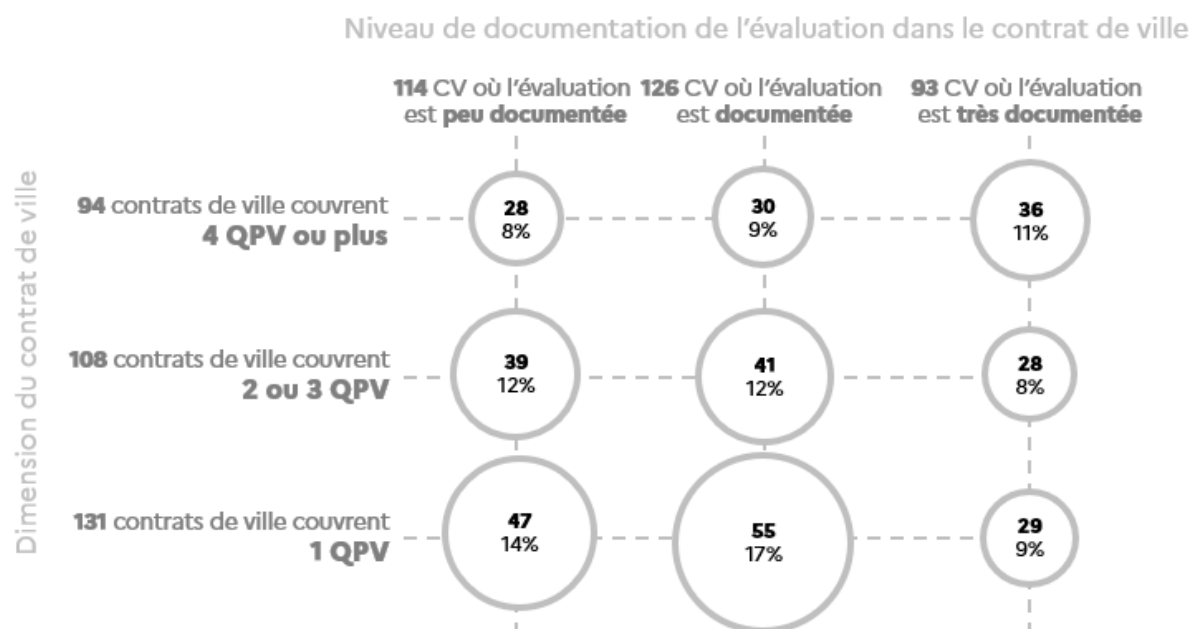 Niveau de documentation de l'évaluation dans le contrat de ville
114 CV où l'évaluation est peu documentée
126 CV où l'évaluation est documentée
93 CV où l'évaluation est très documentée
Dimension du contrat de ville
94 contrats de ville couvrent
4 QPV ou plus
28
8%
30
9%
36
11%
108 contrats de ville couvrent
2 ou 3 QPV
39
12%
41
12%
28
8%
131 contrats de ville couvrent
1 QPV
47
14%
55
17%
29
9%